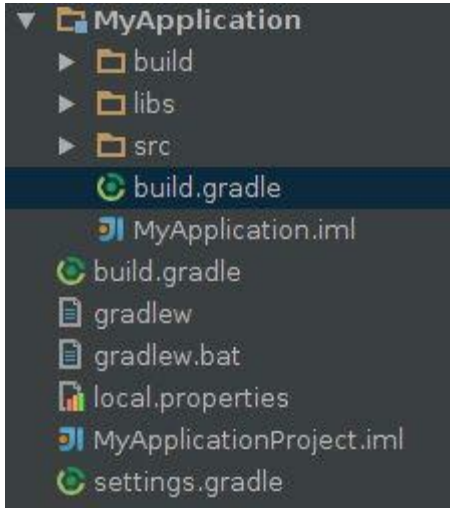 MyApplication
build
libs
src
build.gradle
MyApplication.iml
build.gradle
gradlew
gradlew.bat
local.properties
MyApplicationProject.iml
settings.gradle